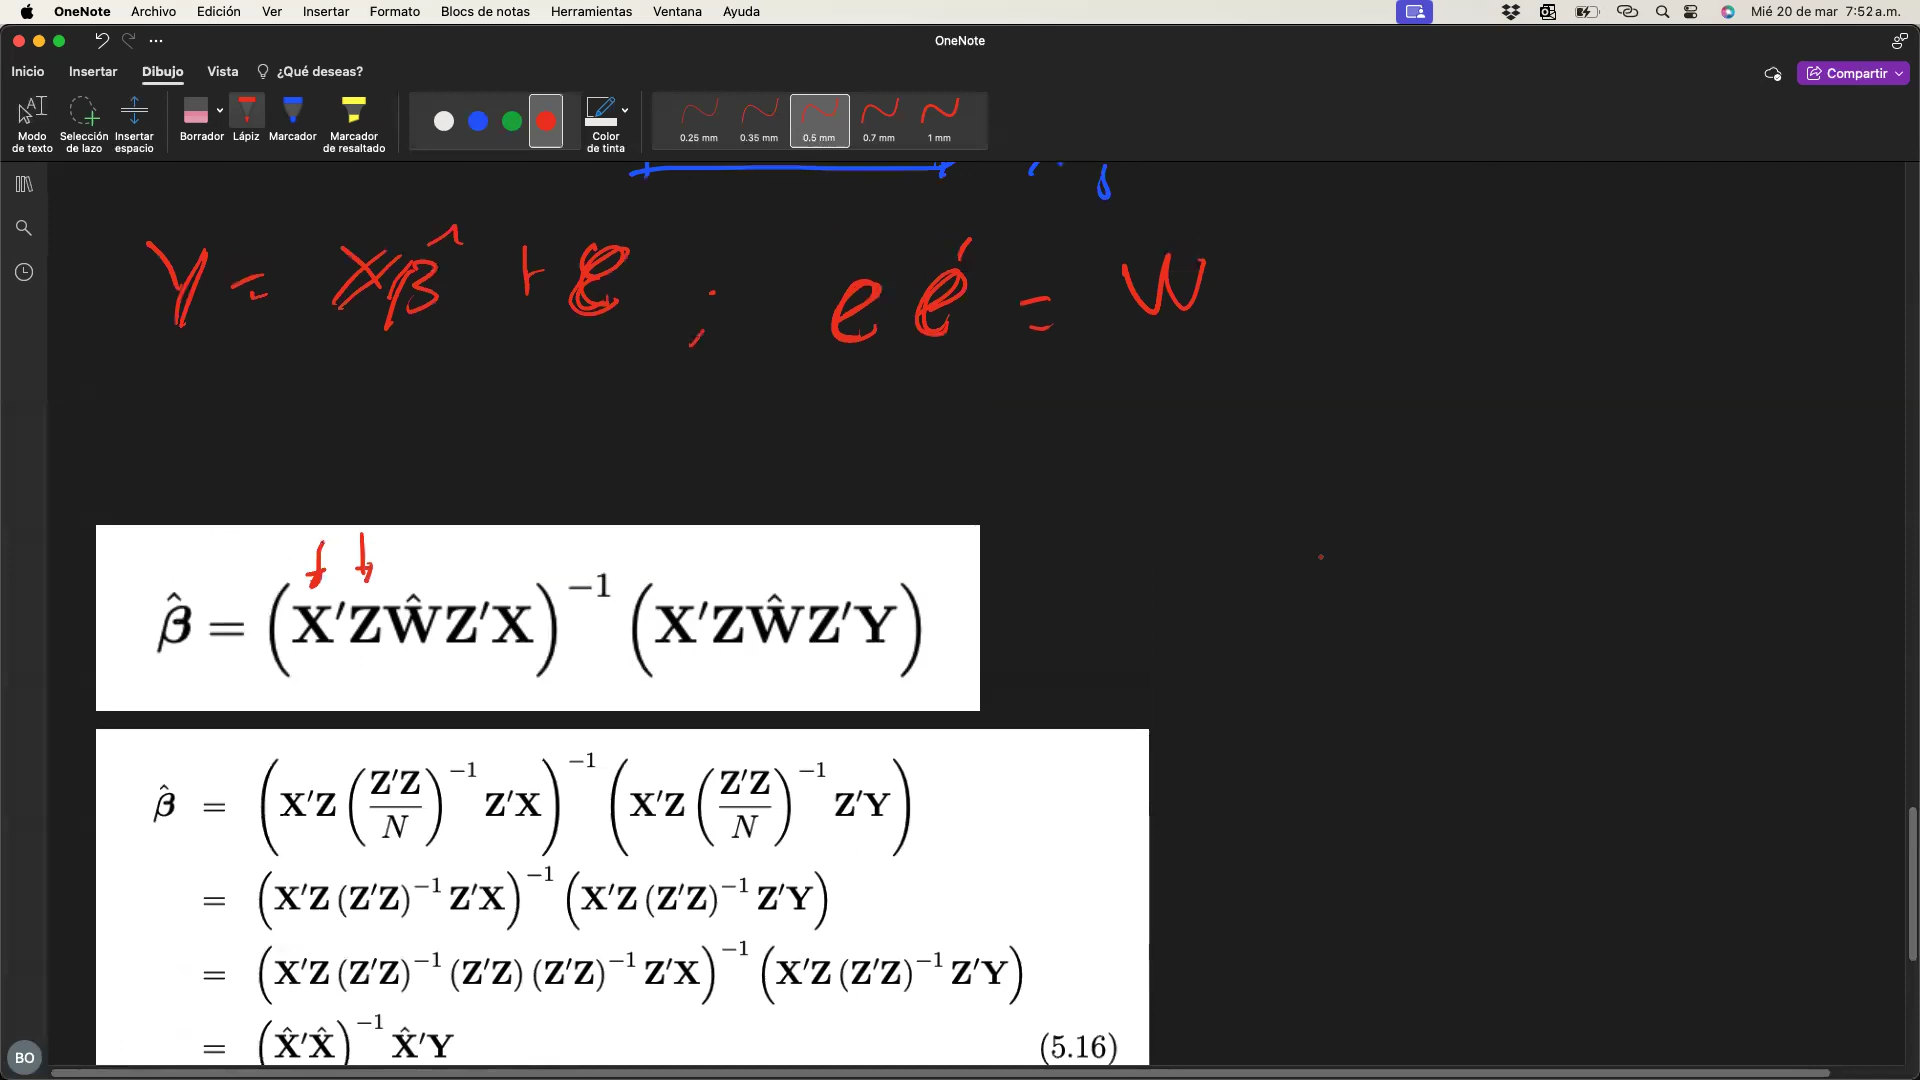 OneNote Archivo Edición Ver Insertar Formato Blocs de notas Herramientas Ventana Ayuda Mié 20 de mar 7:52 a.m.
OneNote
Inicio Insertar Dibujo Vista ¿Qué deseas? Compartir
Modo de texto Selección de lazo Insertar espacio Borrador Lápiz Marcador Marcador de resaltado Color de tinta 0.25 mm 0.35 mm 0.5 mm 0.7 mm 1 mm
Y = Xβ̂ + e ; e e' = W
β̂ = (X′ZŴZ′X)⁻¹ (X′ZŴZ′Y)
β̂ = (X′Z (Z′Z/N)⁻¹ Z′X)⁻¹ (X′Z (Z′Z/N)⁻¹ Z′Y)
= (X′Z (Z′Z)⁻¹ Z′X)⁻¹ (X′Z (Z′Z)⁻¹ Z′Y)
= (X′Z (Z′Z)⁻¹ (Z′Z) (Z′Z)⁻¹ Z′X)⁻¹ (X′Z (Z′Z)⁻¹ Z′Y)
= (X̂′X̂)⁻¹ X̂′Y (5.16)
BO